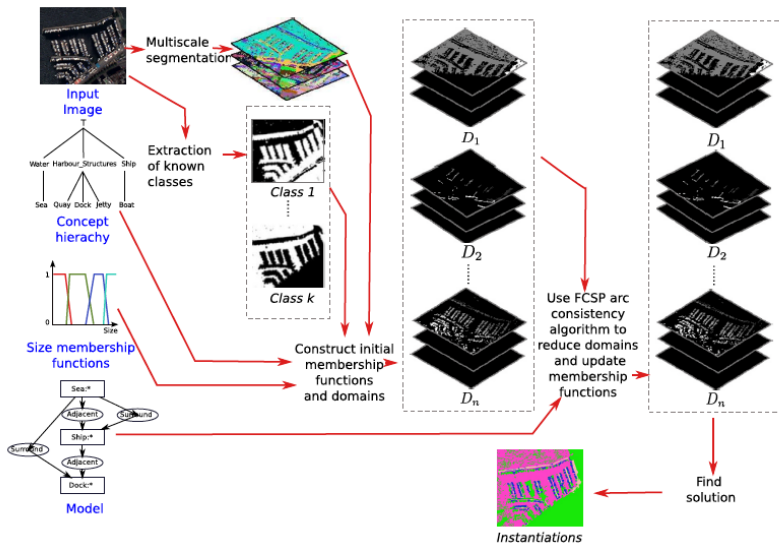 Input
Image
Multiscale
segmentation
Extraction
of known
classes
Class 1
Class k
T
Water Harbour_Structures Ship
Sea Quay Dock Jetty Boat
Concept
hierachy
1
0
Size
Size membership
functions
Sea:*
Adjacent
Surround
Ship:*
Surround
Adjacent
Dock:*
Model
Construct initial
membership
functions
and domains
D1
D2
Dn
Use FCSP arc
consistency
algorithm to
reduce domains
and update
membership
functions
D1
D2
Dn
Find
solution
Instantiations